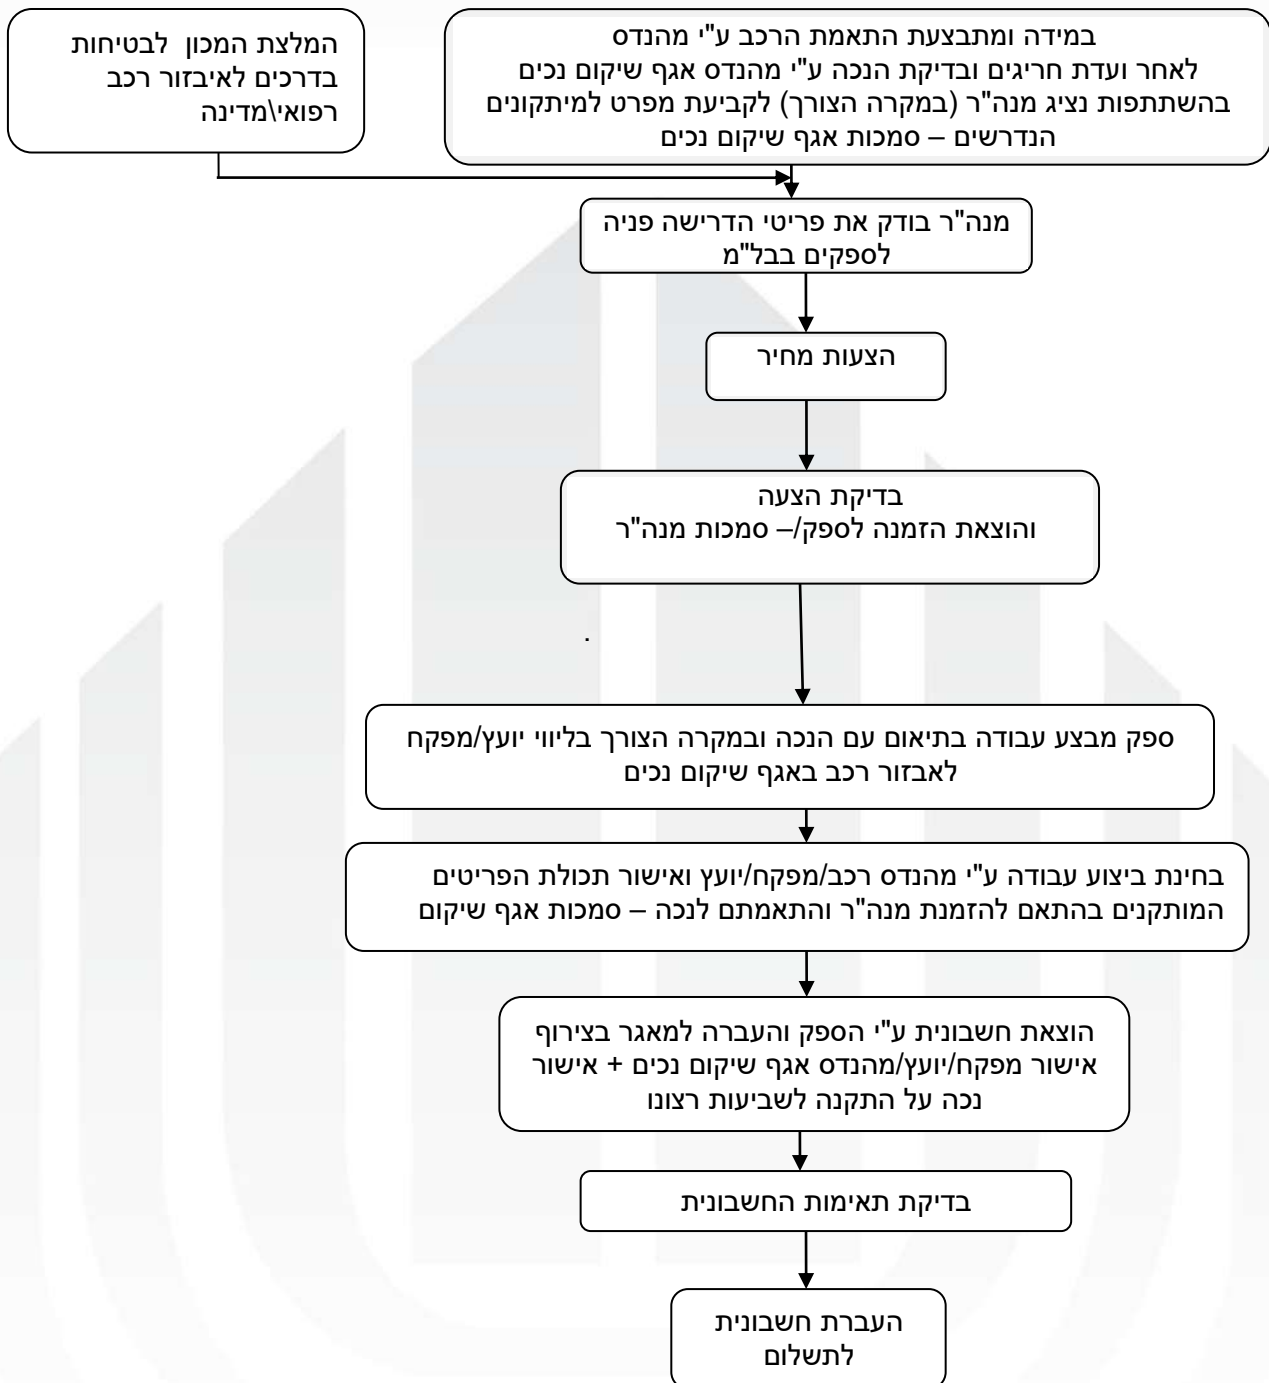 במידה ומתבצעת התאמת הרכב ע"י מהנדס
לאחר ועדת חריגים ובדיקת הנכה ע"י מהנדס אגף שיקום נכים
בהשתתפות נציג מנה"ר (במקרה הצורך) לקביעת מפרט למיתקונים
הנדרשים – סמכות אגף שיקום נכים
המלצת המכון לבטיחות
בדרכים לאיבזור רכב
רפואי\מדינה
מנה"ר בודק את פריטי הדרישה פניה
לספקים בבל"מ
הצעות מחיר
בדיקת הצעה
והוצאת הזמנה לספק/– סמכות מנה"ר
.
ספק מבצע עבודה בתיאום עם הנכה ובמקרה הצורך בליווי יועץ/מפקח
לאבזור רכב באגף שיקום נכים
בחינת ביצוע עבודה ע"י מהנדס רכב/מפקח/יועץ ואישור תכולת הפריטים
המותקנים בהתאם להזמנת מנה"ר והתאמתם לנכה – סמכות אגף שיקום
הוצאת חשבונית ע"י הספק והעברה למאגר בצירוף
אישור מפקח/יועץ/מהנדס אגף שיקום נכים + אישור
נכה על התקנה לשביעות רצונו
בדיקת תאימות החשבונית
העברת חשבונית
לתשלום